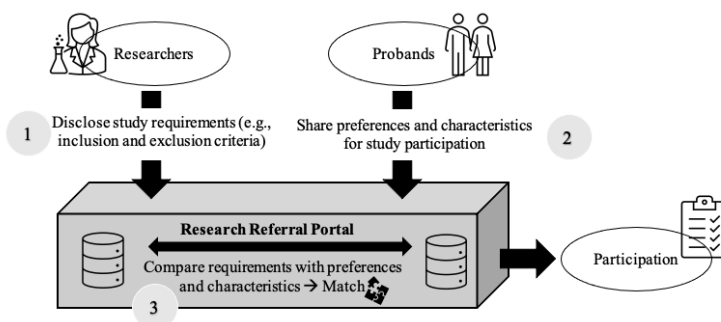 Researchers
Probands
1
Disclose study requirements (e.g.,
inclusion and exclusion criteria)
Share preferences and characteristics
for study participation
2
Research Referral Portal
Compare requirements with preferences
and characteristics → Match
3
Participation